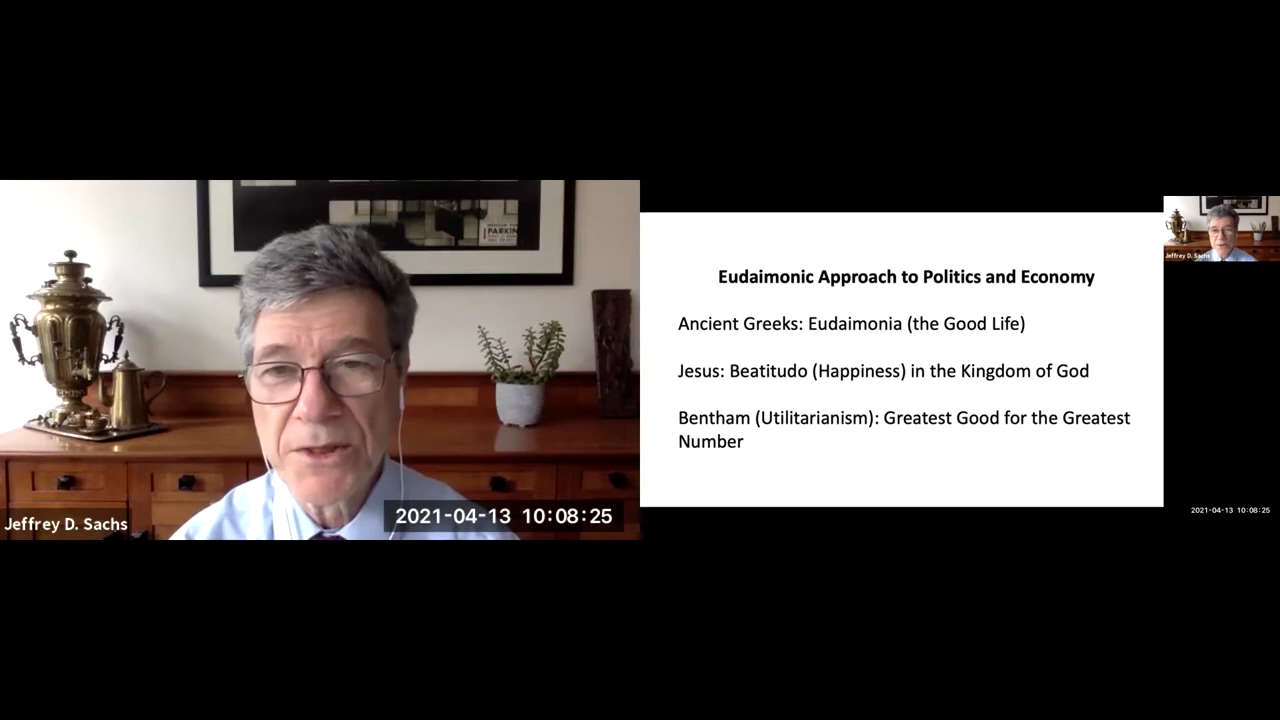 PARKIN
Jeffrey D. Sachs
2021-04-13 10:08:25
Eudaimonic Approach to Politics and Economy
Ancient Greeks: Eudaimonia (the Good Life)
Jesus: Beatitudo (Happiness) in the Kingdom of God
Bentham (Utilitarianism): Greatest Good for the Greatest
Number
Jeffrey D. Sachs
2021-04-13 10:08:25